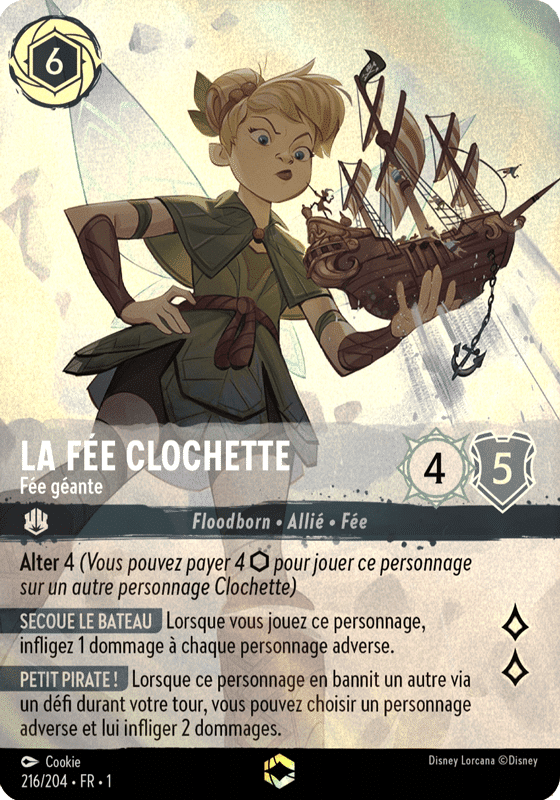 6
LA FÉE CLOCHETTE
Fée géante
4
5
Floodborn • Allié • Fée
Alter 4 (Vous pouvez payer 4 ⬡ pour jouer ce personnage
sur un autre personnage Clochette)
SECOUE LE BATEAU Lorsque vous jouez ce personnage,
infligez 1 dommage à chaque personnage adverse.
PETIT PIRATE ! Lorsque ce personnage en bannit un autre via
un défi durant votre tour, vous pouvez choisir un personnage
adverse et lui infliger 2 dommages.
Cookie
Disney Lorcana ©Disney
216/204 • FR • 1